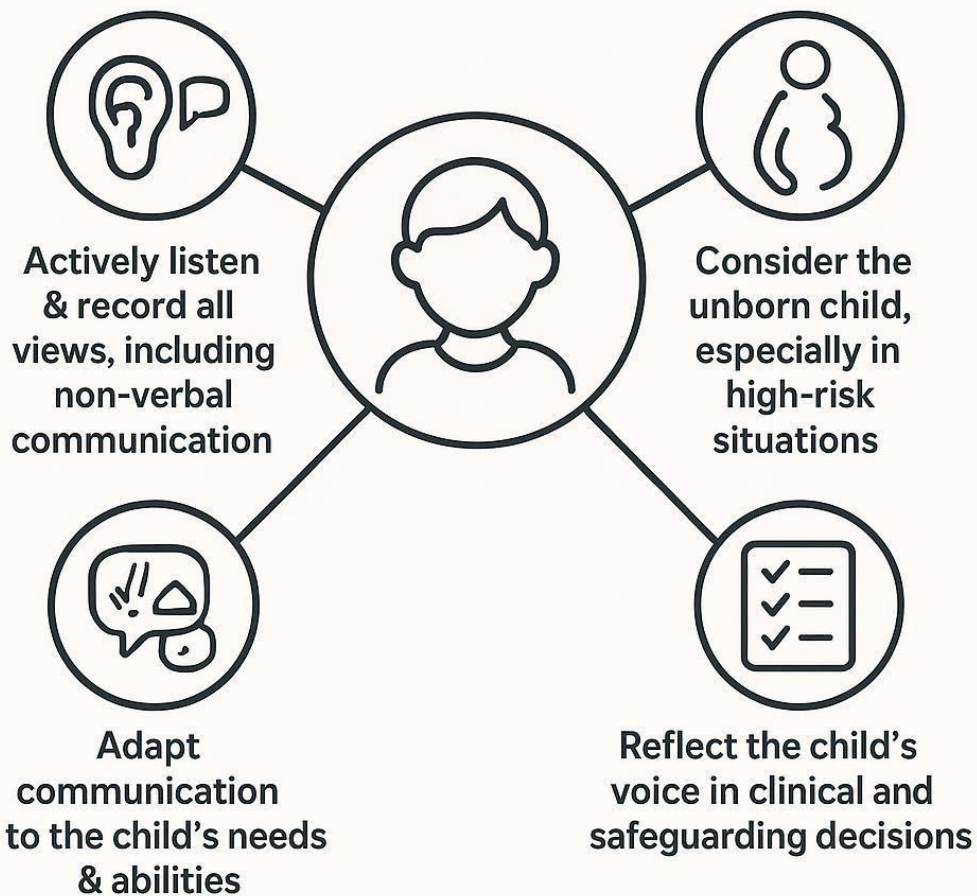 Actively listen
& record all
views, including
non-verbal
communication
Consider the
unborn child,
especially in
high-risk
situations
Adapt
communication
to the child’s needs
& abilities
Reflect the child’s
voice in clinical and
safeguarding decisions